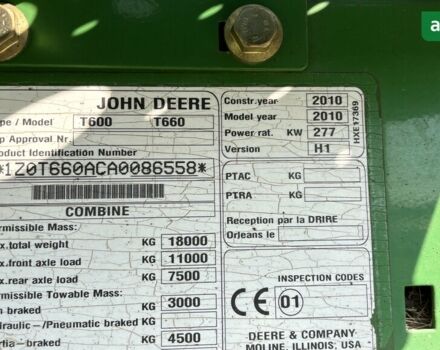 JOHN DEERE
pe / Model T600 T660
p Approval Nr.
oduct Identification Number
*1Z0T660ACA0086558*
COMBINE
rmissible Mass:
x.total weight KG 18000
x.front axle load KG 11000
x.rear axle load KG 7500
rmissible Towable Mass:
n braked KG 3000
draulic-/Pneumatic braked KG
ertia-braked KG 4500
Constr.year 2010
Model year 2010
Power rat. KW 277
Version H1
HXE17369
PTAC KG
PTRA KG
Reception par la DRIRE
Orleans le
INSPECTION CODES
CE 01
DEERE & COMPANY
MOLINE, ILLINOIS, USA
a